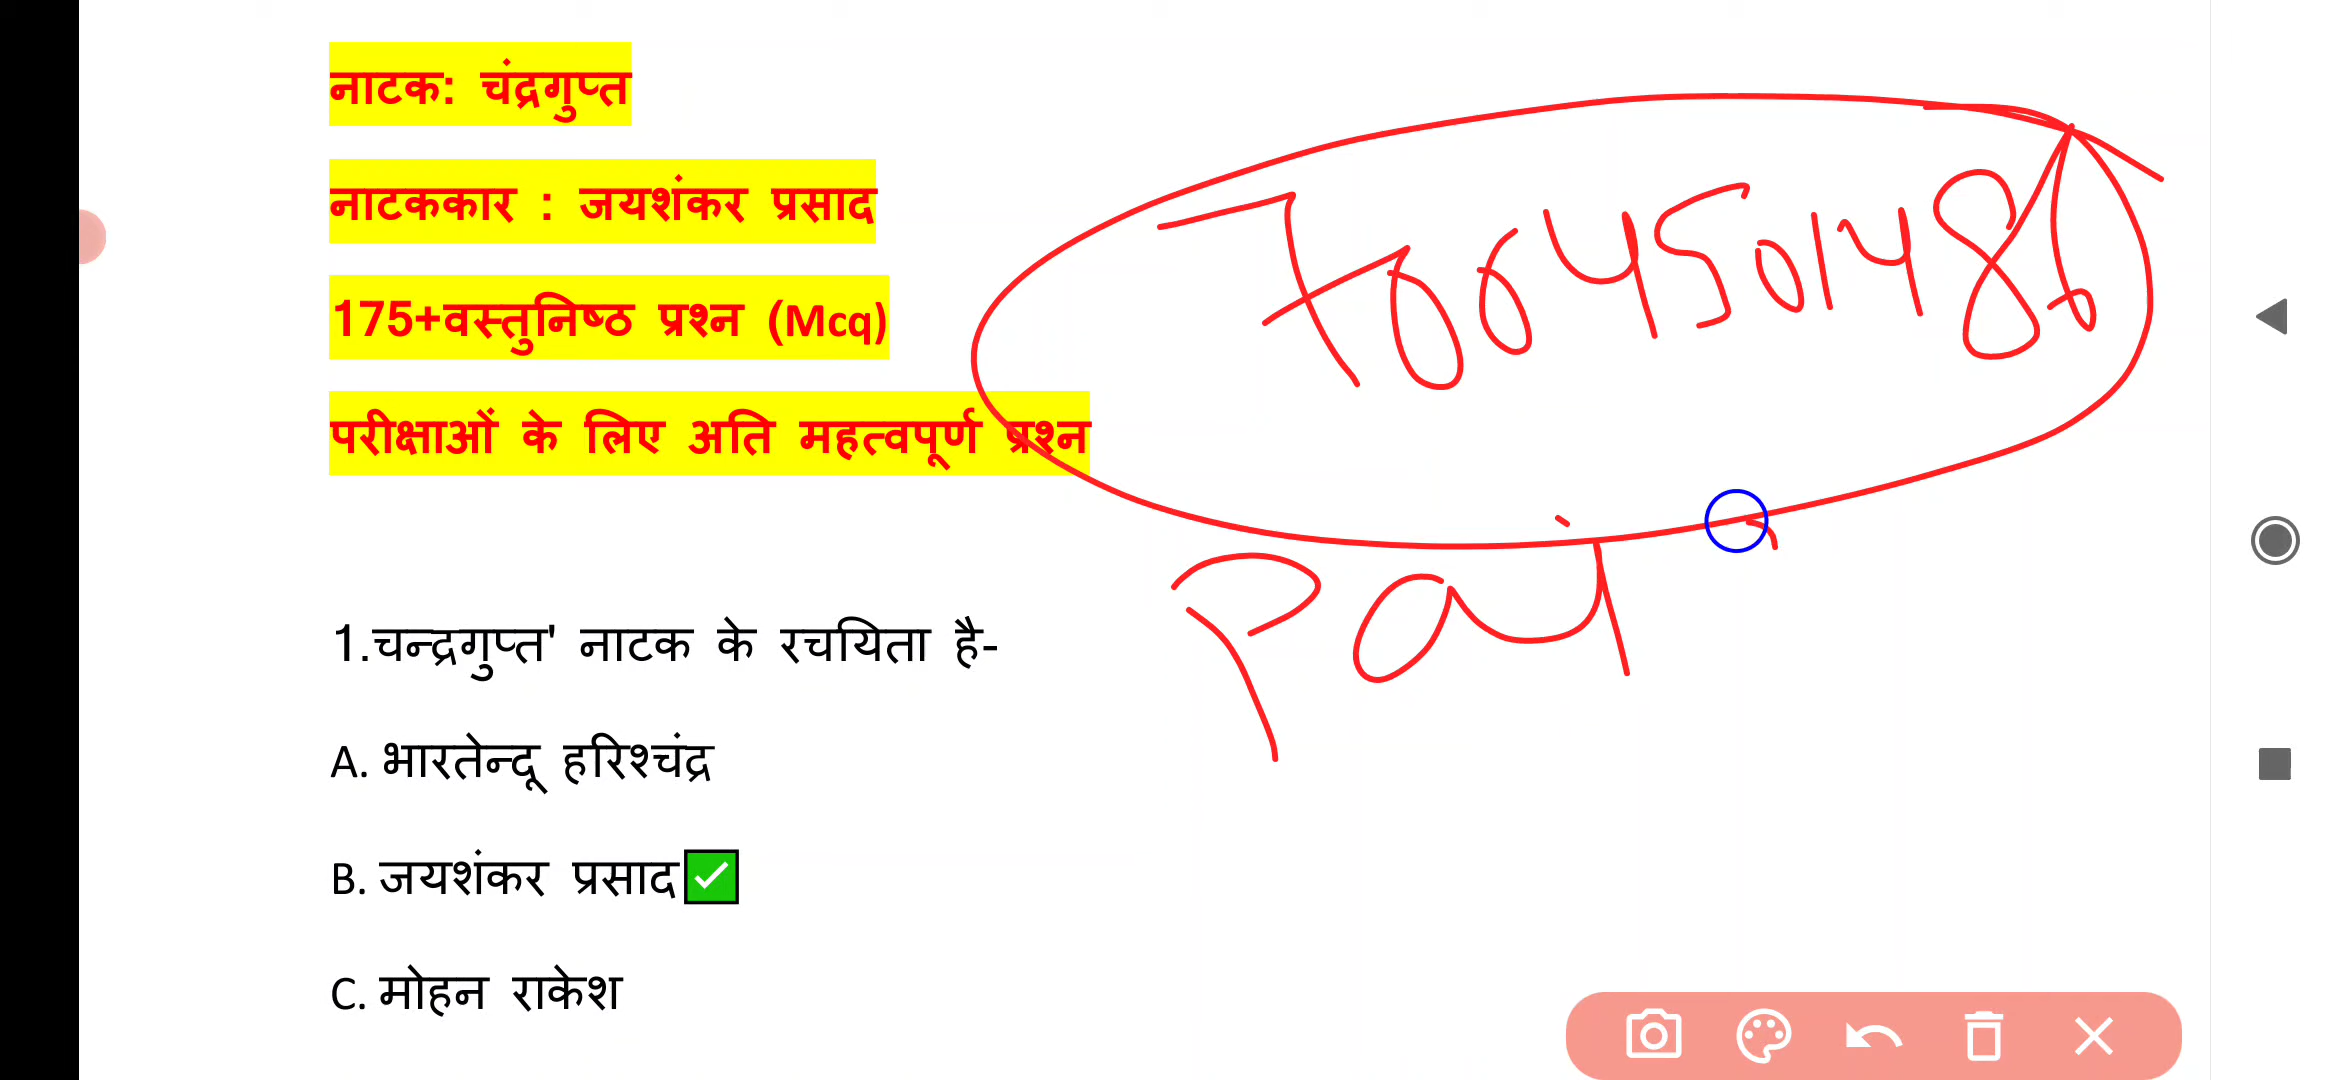 नाटक: चंद्रगुप्त
नाटककार : जयशंकर प्रसाद
175+वस्तुनिष्ठ प्रश्न (Mcq)
परीक्षाओं के लिए अति महत्वपूर्ण प्रश्न
7004501486
Pay
1.चन्द्रगुप्त' नाटक के रचयिता है-
A. भारतेन्दू हरिश्चंद्र
B. जयशंकर प्रसाद
C. मोहन राकेश